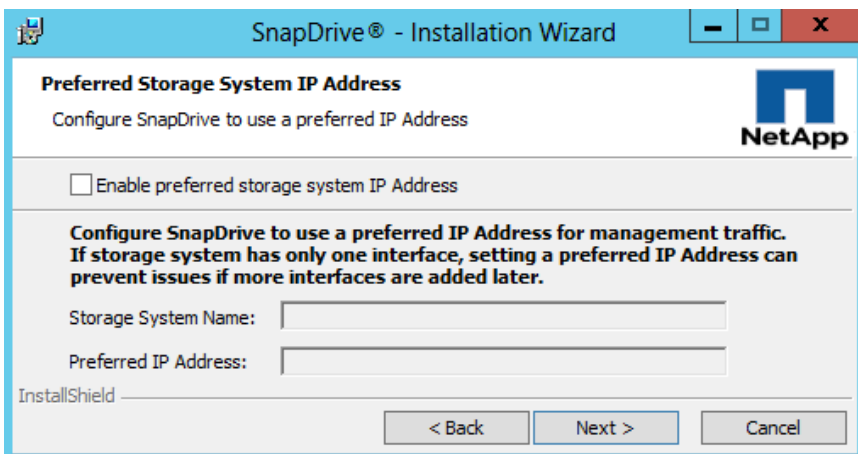 SnapDrive® - Installation Wizard
Preferred Storage System IP Address
Configure SnapDrive to use a preferred IP Address
NetApp
Enable preferred storage system IP Address
Configure SnapDrive to use a preferred IP Address for management traffic.
If storage system has only one interface, setting a preferred IP Address can
prevent issues if more interfaces are added later.
Storage System Name:
Preferred IP Address:
InstallShield
< Back
Next >
Cancel